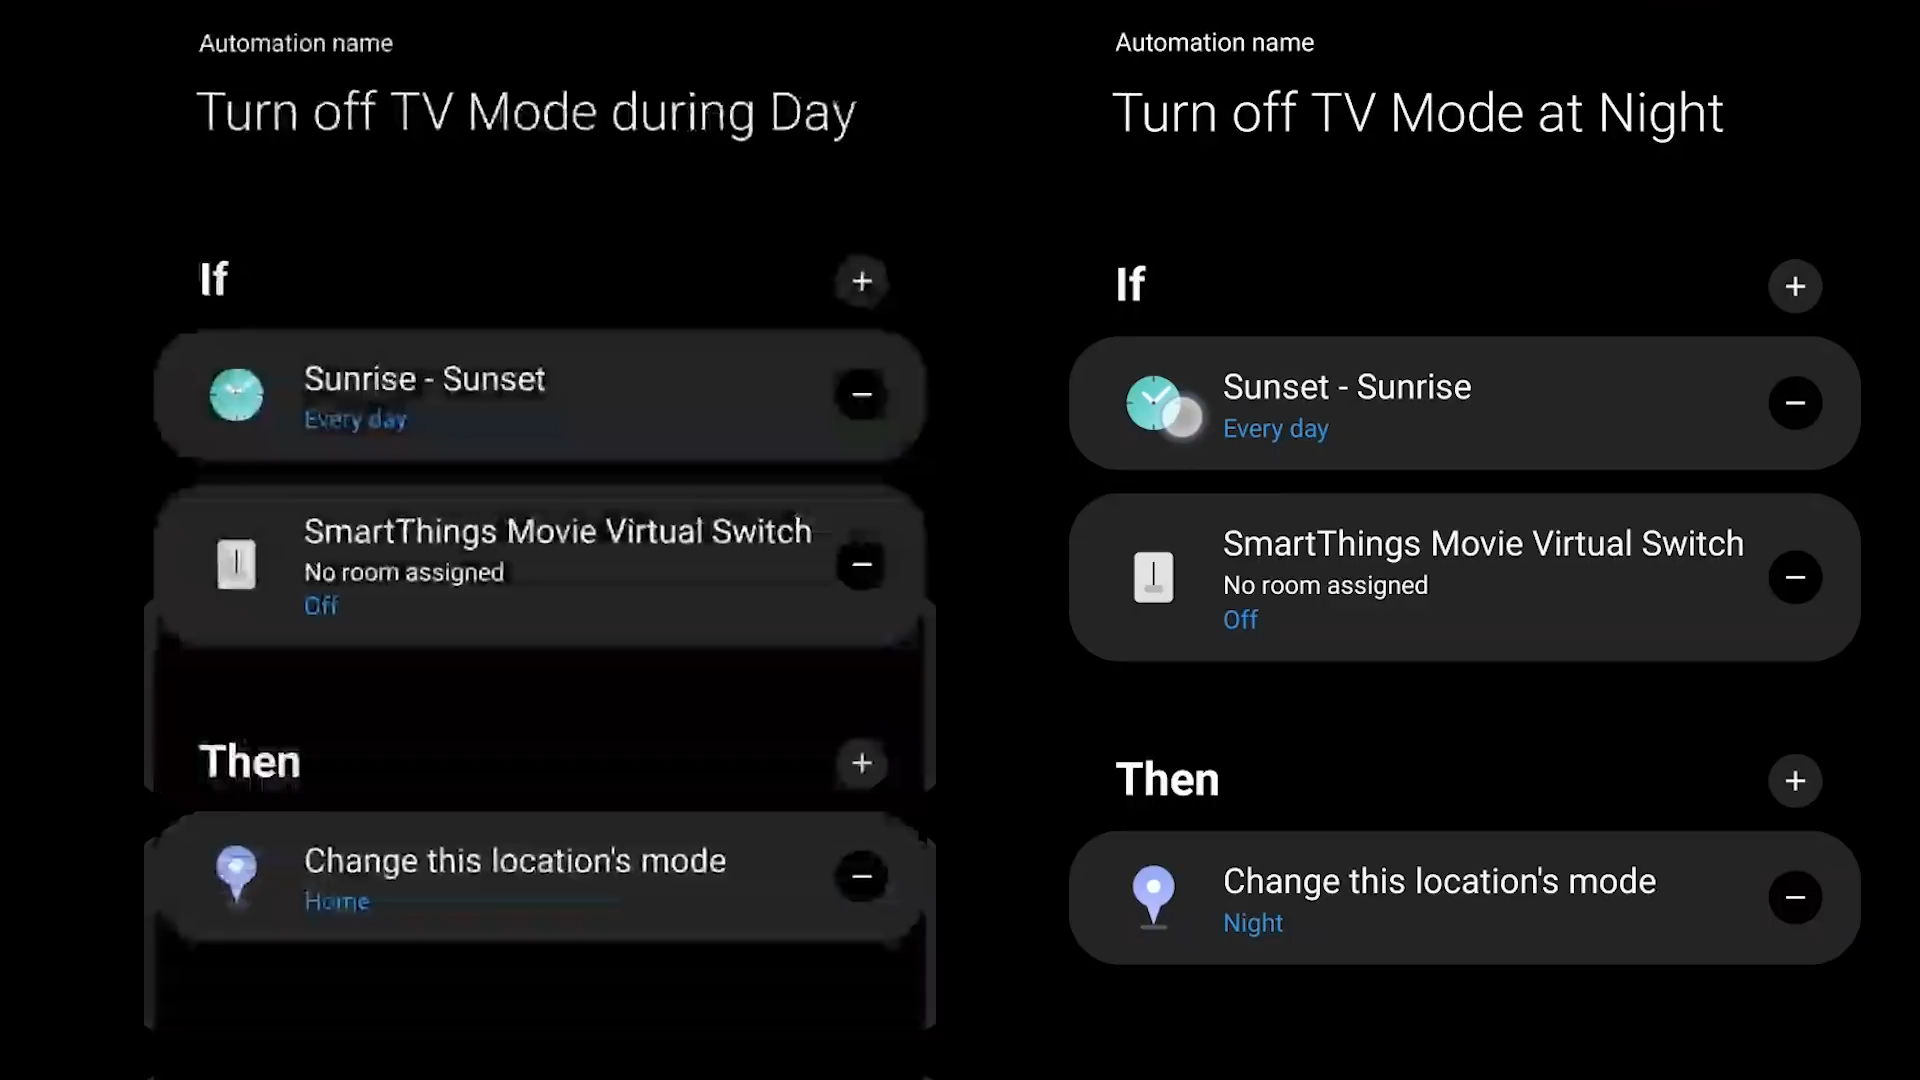 Automation name
Turn off TV Mode during Day
If
Sunrise - Sunset
Every day
SmartThings Movie Virtual Switch
No room assigned
Off
Then
Change this location's mode
Home
Automation name
Turn off TV Mode at Night
If
Sunset - Sunrise
Every day
SmartThings Movie Virtual Switch
No room assigned
Off
Then
Change this location's mode
Night